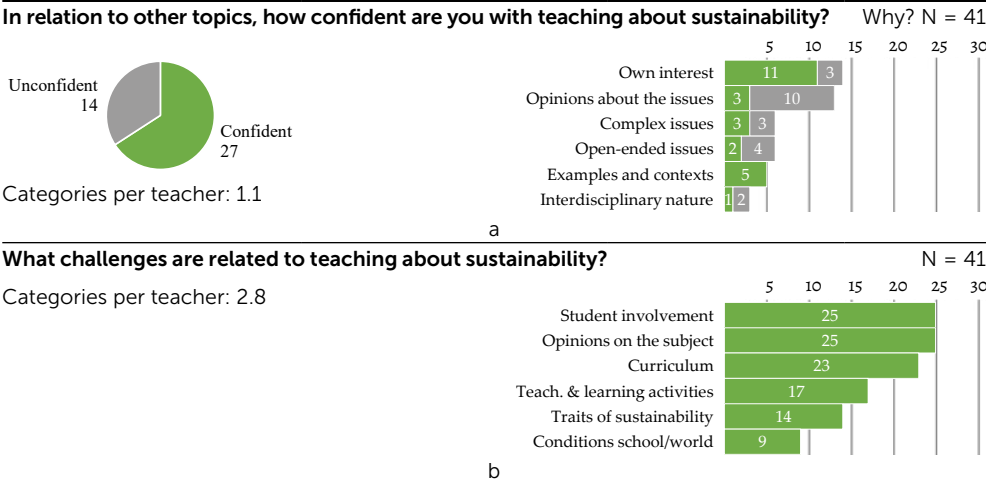 In relation to other topics, how confident are you with teaching about sustainability? Why? N = 41
5 10 15 20 25 30
Unconfident
14
Confident
27
Categories per teacher: 1.1
Own interest 11 3
Opinions about the issues 3 10
Complex issues 3 3
Open-ended issues 2 4
Examples and contexts 5
Interdisciplinary nature 1 2
a
What challenges are related to teaching about sustainability? N = 41
Categories per teacher: 2.8
5 10 15 20 25 30
Student involvement 25
Opinions on the subject 25
Curriculum 23
Teach. & learning activities 17
Traits of sustainability 14
Conditions school/world 9
b